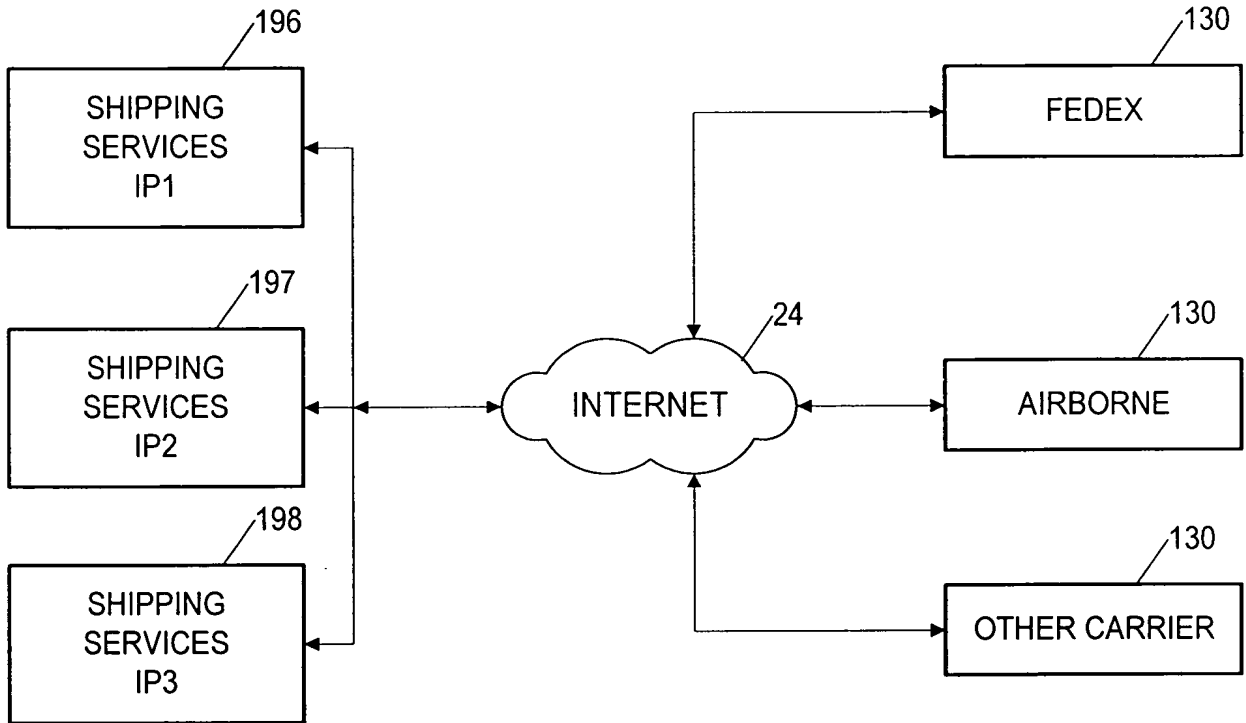 196
SHIPPING
SERVICES
IP1
197
SHIPPING
SERVICES
IP2
198
SHIPPING
SERVICES
IP3
24
INTERNET
130
FEDEX
130
AIRBORNE
130
OTHER CARRIER